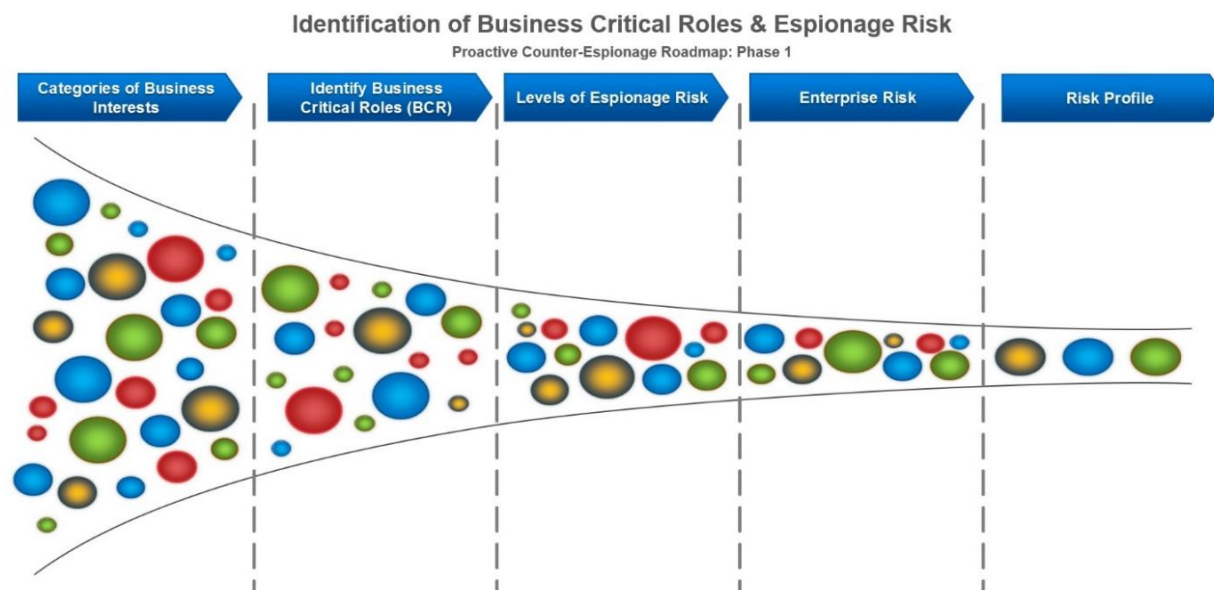 Identification of Business Critical Roles & Espionage Risk
Proactive Counter-Espionage Roadmap: Phase 1
Categories of Business
Interests
Identify Business
Critical Roles (BCR)
Levels of Espionage Risk
Enterprise Risk
Risk Profile